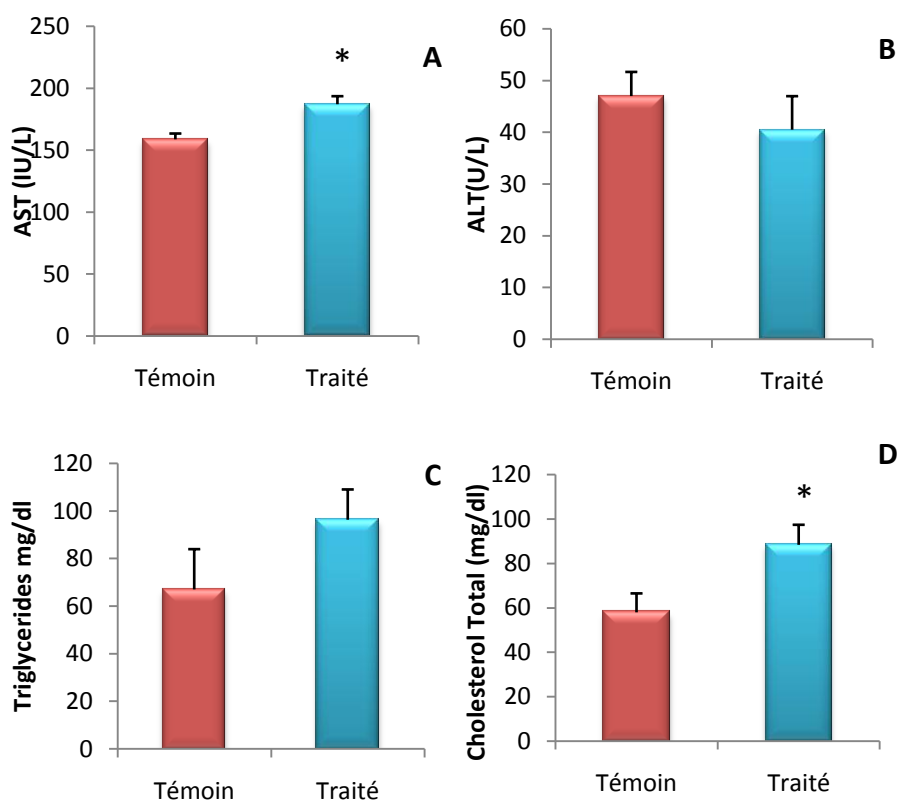 A
AST (IU/L)
250
200
150
100
50
0
*
Témoin Traité
B
ALT(U/L)
60
50
40
30
20
10
0
Témoin Traité
C
Triglycerides mg/dl
120
100
80
60
40
20
0
Témoin Traité
D
Cholesterol Total (mg/dl)
120
100
80
60
40
20
0
*
Témoin Traité